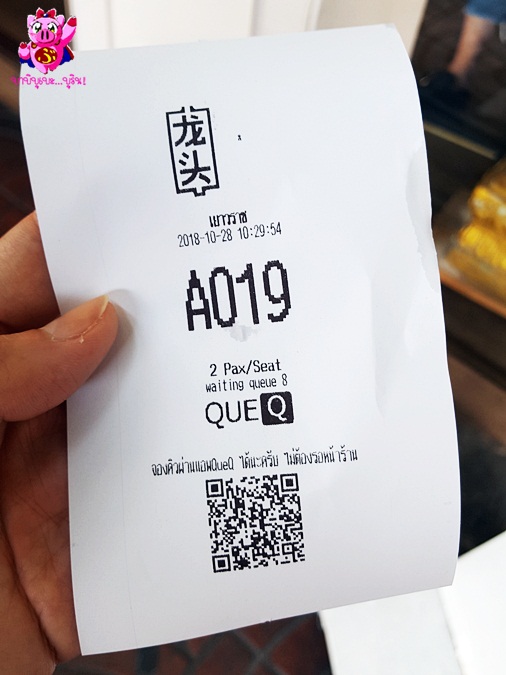 龙头
เยาวราช
2018-10-28 10:29:54
A019
2 Pax/Seat
waiting queue 8
QUEQ
จองคิวผ่านแอพQueQ ได้นะครับ ไม่ต้องรอหน้าร้าน